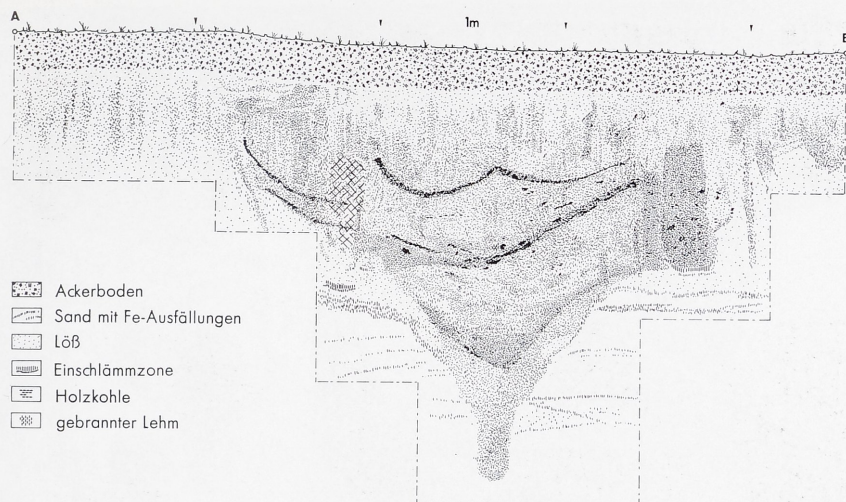 A
1m
Ackerboden
Sand mit Fe-Ausfällungen
Löß
Einschlämmzone
Holzkohle
gebrannter Lehm